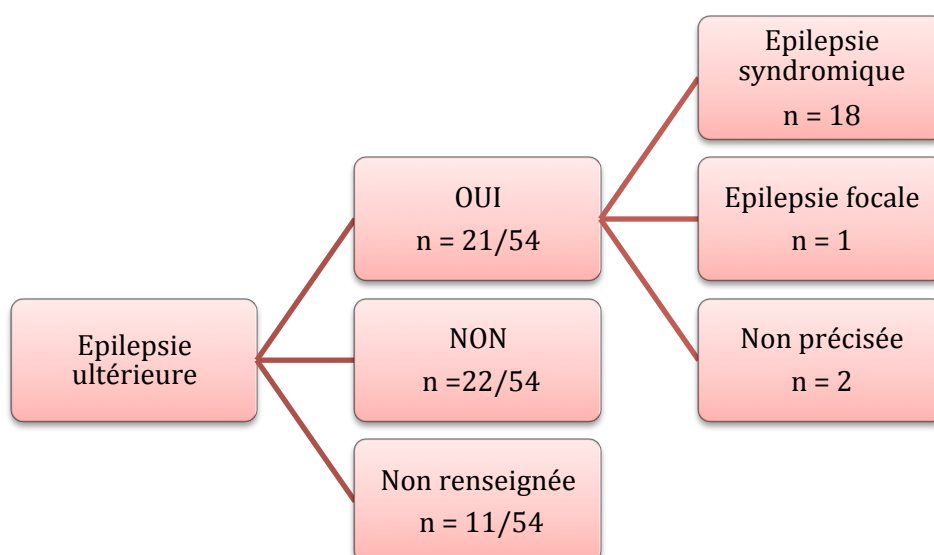 Epilepsie
ultérieure
OUI
n = 21/54
NON
n =22/54
Non renseignée
n = 11/54
Epilepsie
syndromique
n = 18
Epilepsie focale
n = 1
Non précisée
n = 2